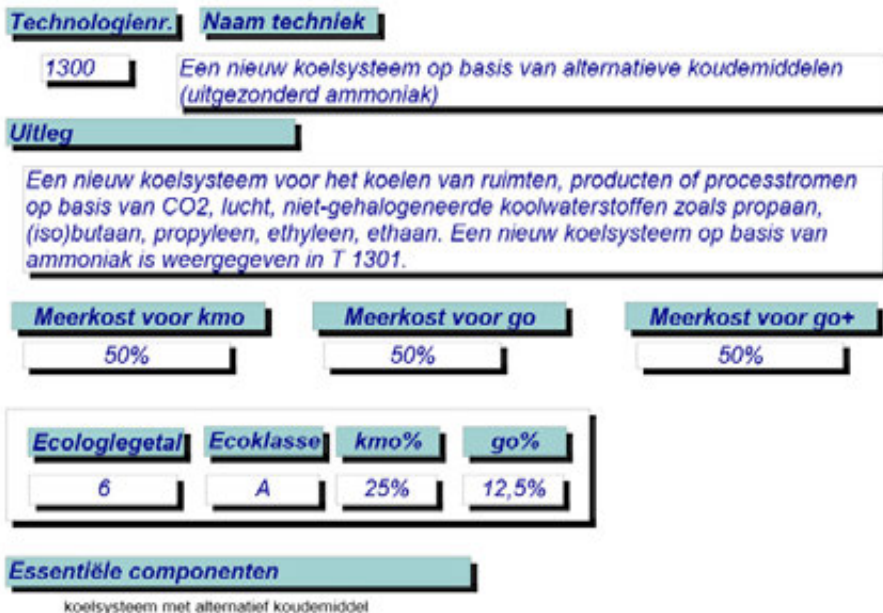 Technologienr. Naam techniek
1300 Een nieuw koelsysteem op basis van alternatieve koudemiddelen
(uitgezonderd ammoniak)
Uitleg
Een nieuw koelsysteem voor het koelen van ruimten, producten of processtromen
op basis van CO2, lucht, niet-gehalogeneerde koolwaterstoffen zoals propaan,
(iso)butaan, propyleen, ethyleen, ethaan. Een nieuw koelsysteem op basis van
ammoniak is weergegeven in T 1301.
Meerkost voor kmo Meerkost voor go Meerkost voor go+
50% 50% 50%
Ecologiegetal Ecoklasse kmo% go%
6 A 25% 12,5%
Essentiële componenten
koelsysteem met alternatief koudemiddel